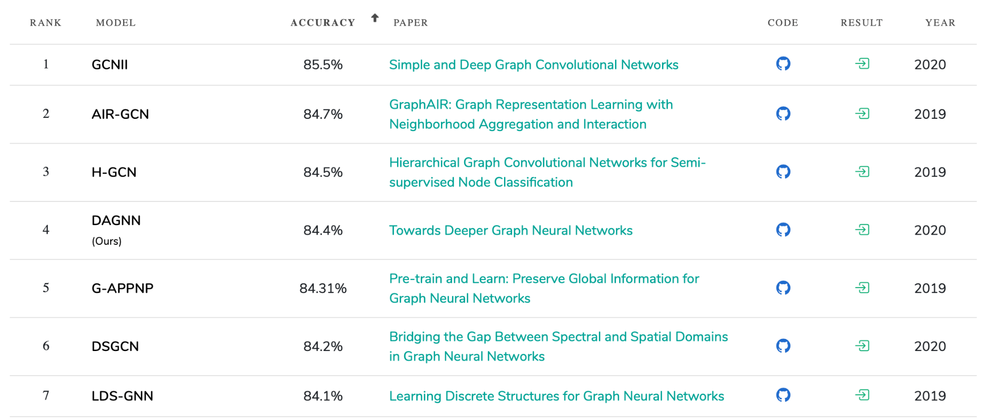 RANK MODEL ACCURACY PAPER CODE RESULT YEAR
1 GCNII 85.5% Simple and Deep Graph Convolutional Networks 2020
2 AIR-GCN 84.7% GraphAIR: Graph Representation Learning with
Neighborhood Aggregation and Interaction 2019
3 H-GCN 84.5% Hierarchical Graph Convolutional Networks for Semi-
supervised Node Classification 2019
4 DAGNN
(Ours) 84.4% Towards Deeper Graph Neural Networks 2020
5 G-APPNP 84.31% Pre-train and Learn: Preserve Global Information for
Graph Neural Networks 2019
6 DSGCN 84.2% Bridging the Gap Between Spectral and Spatial Domains
in Graph Neural Networks 2020
7 LDS-GNN 84.1% Learning Discrete Structures for Graph Neural Networks 2019